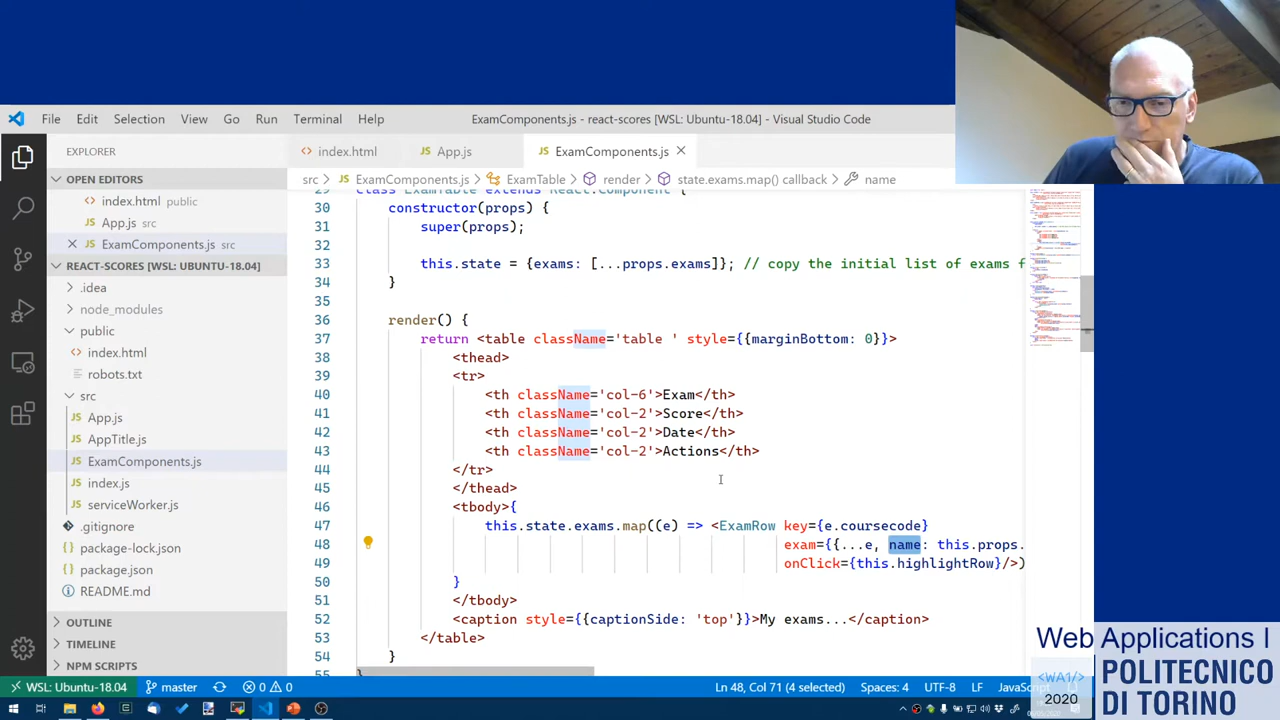 File Edit Selection View Go Run Terminal Help
ExamComponents.js - react-scores [WSL: Ubuntu-18.04] - Visual Studio Code
EXPLORER
index.html App.js ExamComponents.js
OPEN EDITORS
src ExamComponents.js ExamTable render state.exams.map() callback name
index.html public
App.js src
ExamComponents.js src
public
index.html
robots.txt
src
App.js
AppTitle.js
ExamComponents.js
index.js
serviceWorker.js
.gitignore
package-lock.json
package.json
README.md
OUTLINE
TIMELINE
NPM SCRIPTS
29 class ExamTable extends React.Component {
30 constructor(props) {
31 super(props);
32
33 this.state = {exams: [...props.exams]}; // copy the initial list of exams f
34 }
35
36 render() {
37 return <table className='table ' style={{marginBottom: 0}}>
38 <thead>
39 <tr>
40 <th className='col-6'>Exam</th>
41 <th className='col-2'>Score</th>
42 <th className='col-2'>Date</th>
43 <th className='col-2'>Actions</th>
44 </tr>
45 </thead>
46 <tbody>{
47 this.state.exams.map((e) => <ExamRow key={e.coursecode}
48 exam={{...e, name: this.props.
49 onClick={this.highlightRow}/>)
50 }
51 </tbody>
52 <caption style={{captionSide: 'top'}}>My exams...</caption>
53 </table>
54 }
55 }
WSL: Ubuntu-18.04 master 0 0 Ln 48, Col 71 (4 selected) Spaces: 4 UTF-8 LF JavaScript
Web Applications I
<WA1/>
2020
POLITECNICO
DI TORINO